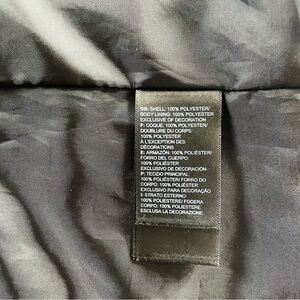 GB: SHELL: 100% POLYESTER/
BODY LINING: 100% POLYESTER
EXCLUSIVE OF DECORATION
F: COQUE: 100% POLYESTER/
DOUBLURE DU CORPS:
100% POLYESTER
A L'EXCEPTION DES
DÉCORATIONS
E: ARMAZÓN: 100% POLIÉSTER/
FORRO DEL CUERPO:
100% POLIÉSTER
EXCLUSIVO DE DECORACIÓN
P: TECIDO PRINCIPAL:
100% POLIÉSTER/ FORRO DO
CORPO: 100% POLIÉSTER
EXCLUSIVO PARA DECORAÇÃO
I: STRATO ESTERNO:
100% POLIESTERE/ FODERA
CORPO: 100% POLIESTERE
ESCLUSA LA DECORAZIONE